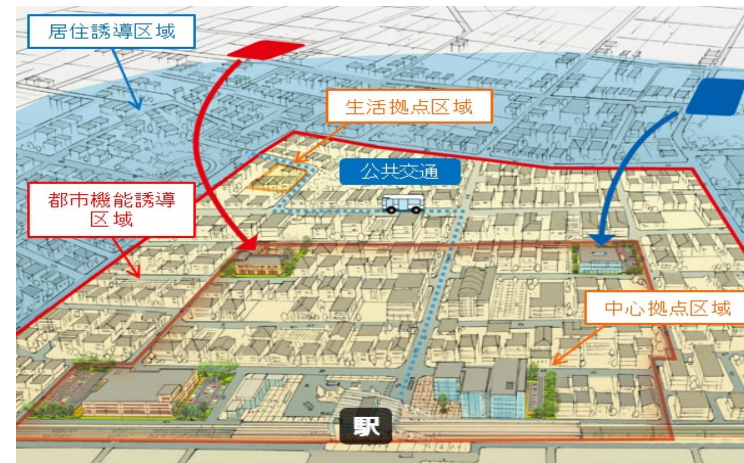 居住誘導区域
生活拠点区域
公共交通
都市機能誘導
区域
中心拠点区域
駅